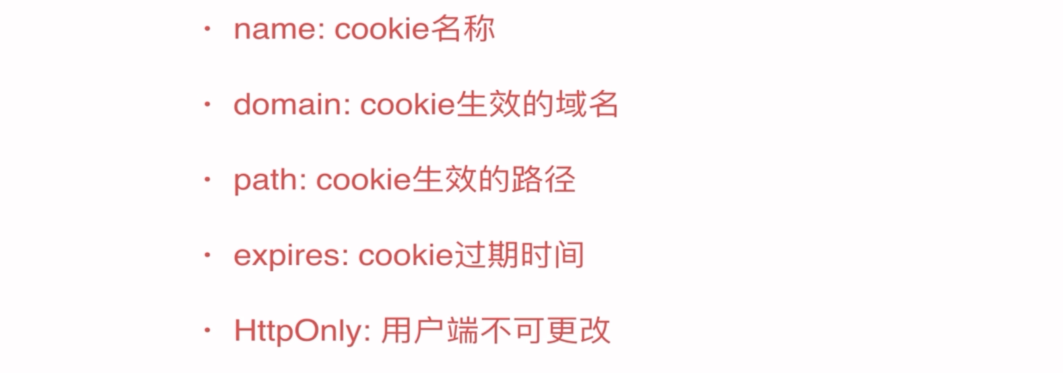 • name: cookie名称
• domain: cookie生效的域名
• path: cookie生效的路径
• expires: cookie过期时间
• HttpOnly: 用户端不可更改